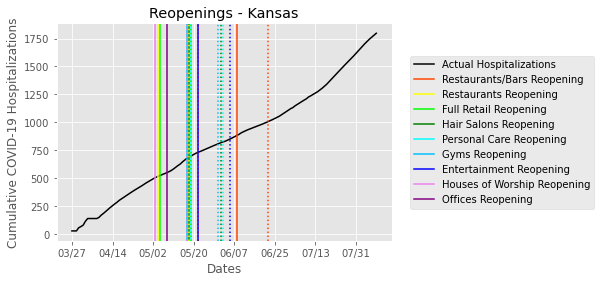 Reopenings - Kansas
Cumulative COVID-19 Hospitalizations
1750
1500
1250
1000
750
500
250
0
03/27 04/14 05/02 05/20 06/07 06/25 07/13 07/31
Dates
Actual Hospitalizations
Restaurants/Bars Reopening
Restaurants Reopening
Full Retail Reopening
Hair Salons Reopening
Personal Care Reopening
Gyms Reopening
Entertainment Reopening
Houses of Worship Reopening
Offices Reopening